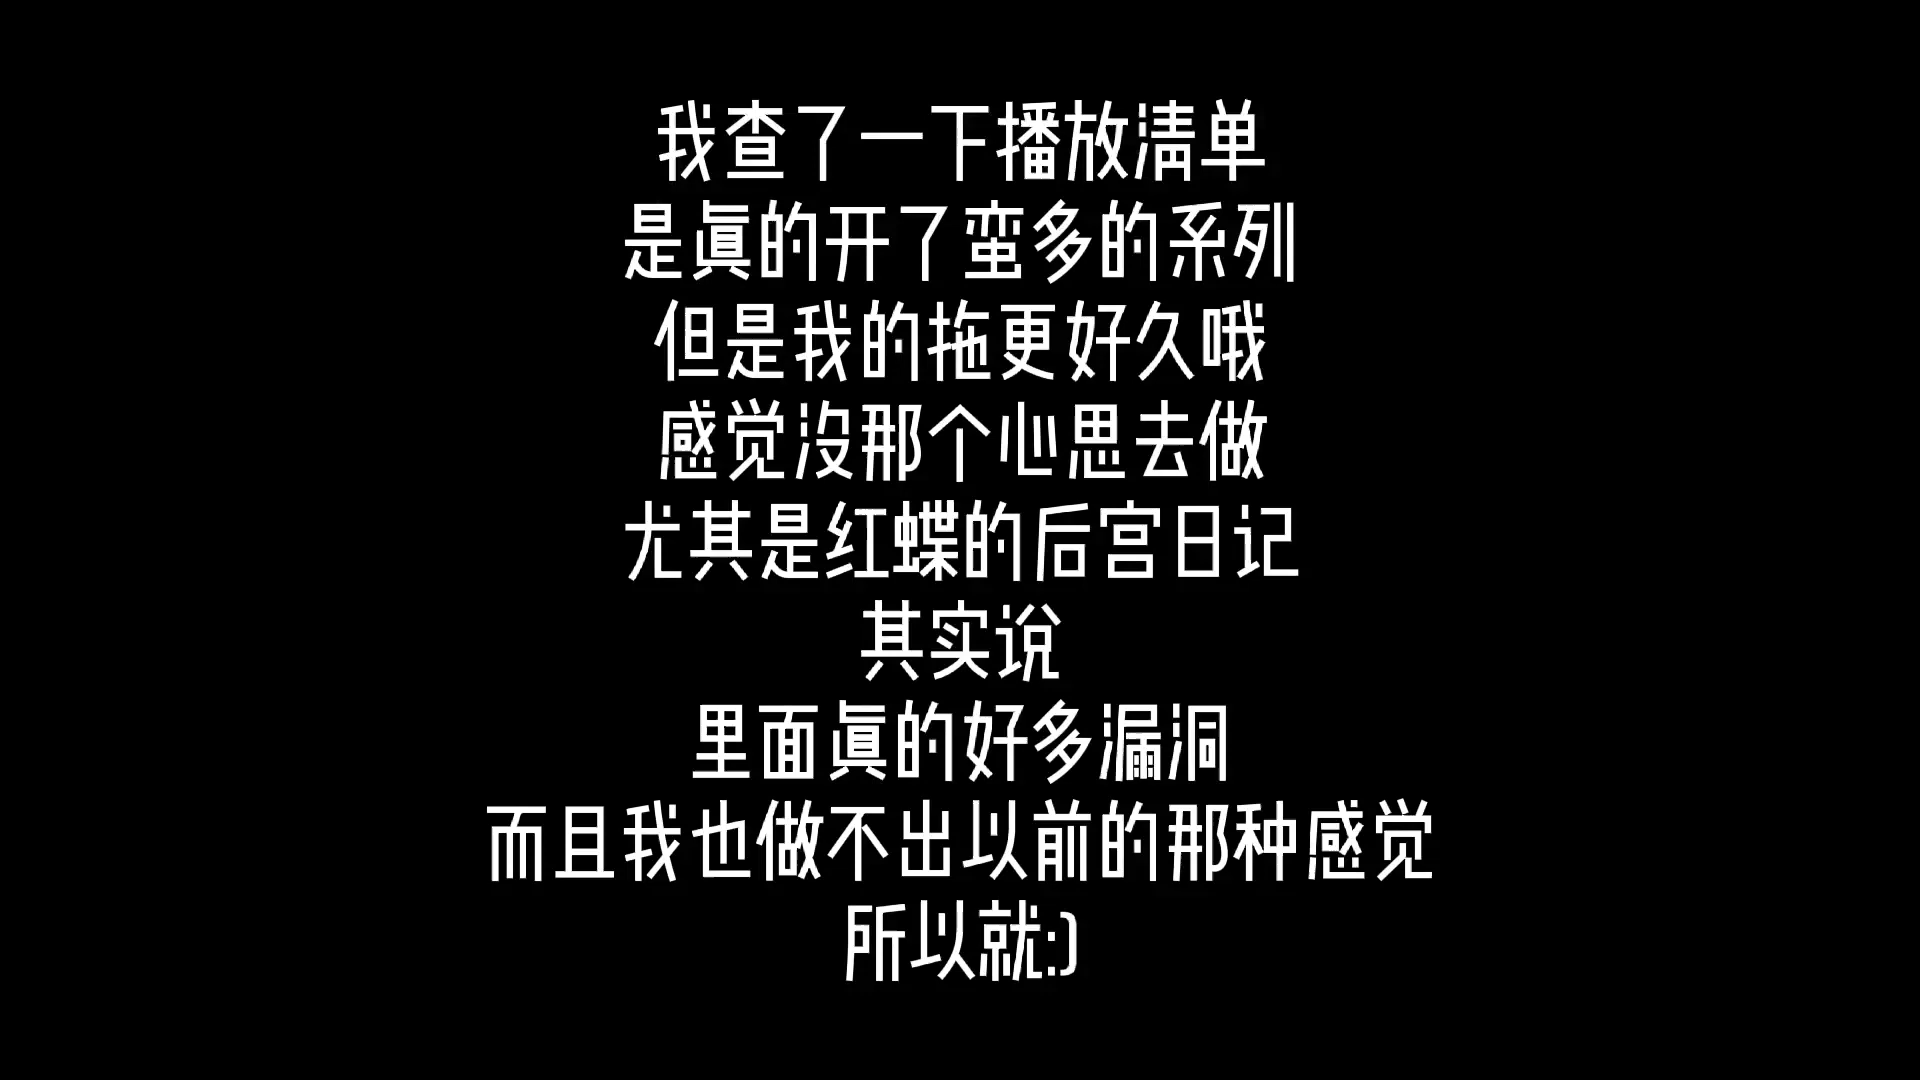 我查了一下播放清单
是眞的开了蛮多的系列
但是我的拖更好久哦
感觉没那个心思去做
尤其是红蝶的后宫日记
其实说
里面眞的好多漏洞
而且我也做不出以前的那种感觉
所以就:)